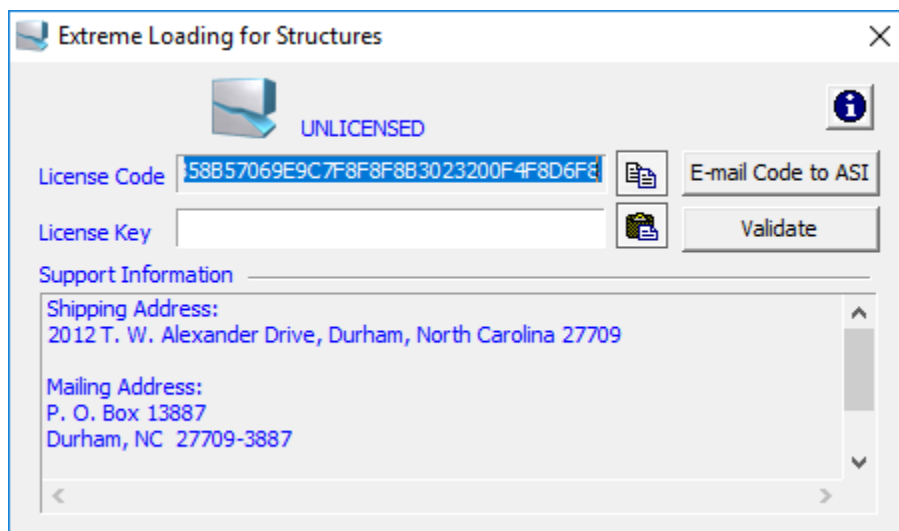 Extreme Loading for Structures
UNLICENSED
License Code 58B57069E9C7F8F8F8B3023200F4F8D6F8 E-mail Code to ASI
License Key Validate
Support Information
Shipping Address:
2012 T. W. Alexander Drive, Durham, North Carolina 27709
Mailing Address:
P. O. Box 13887
Durham, NC 27709-3887